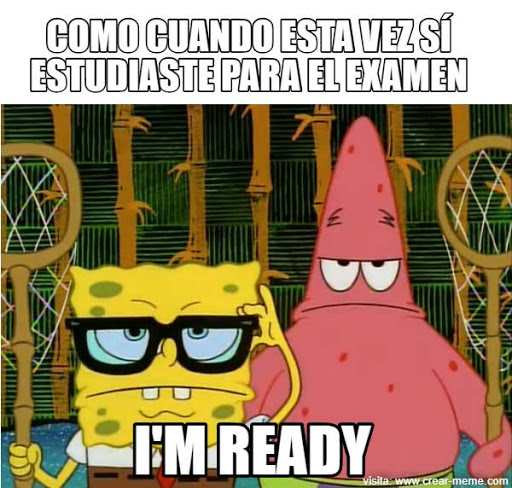 COMO CUANDO ESTA VEZ SÍ
ESTUDIASTE PARA EL EXAMEN
I'M READY
visita: www.crear-meme.com